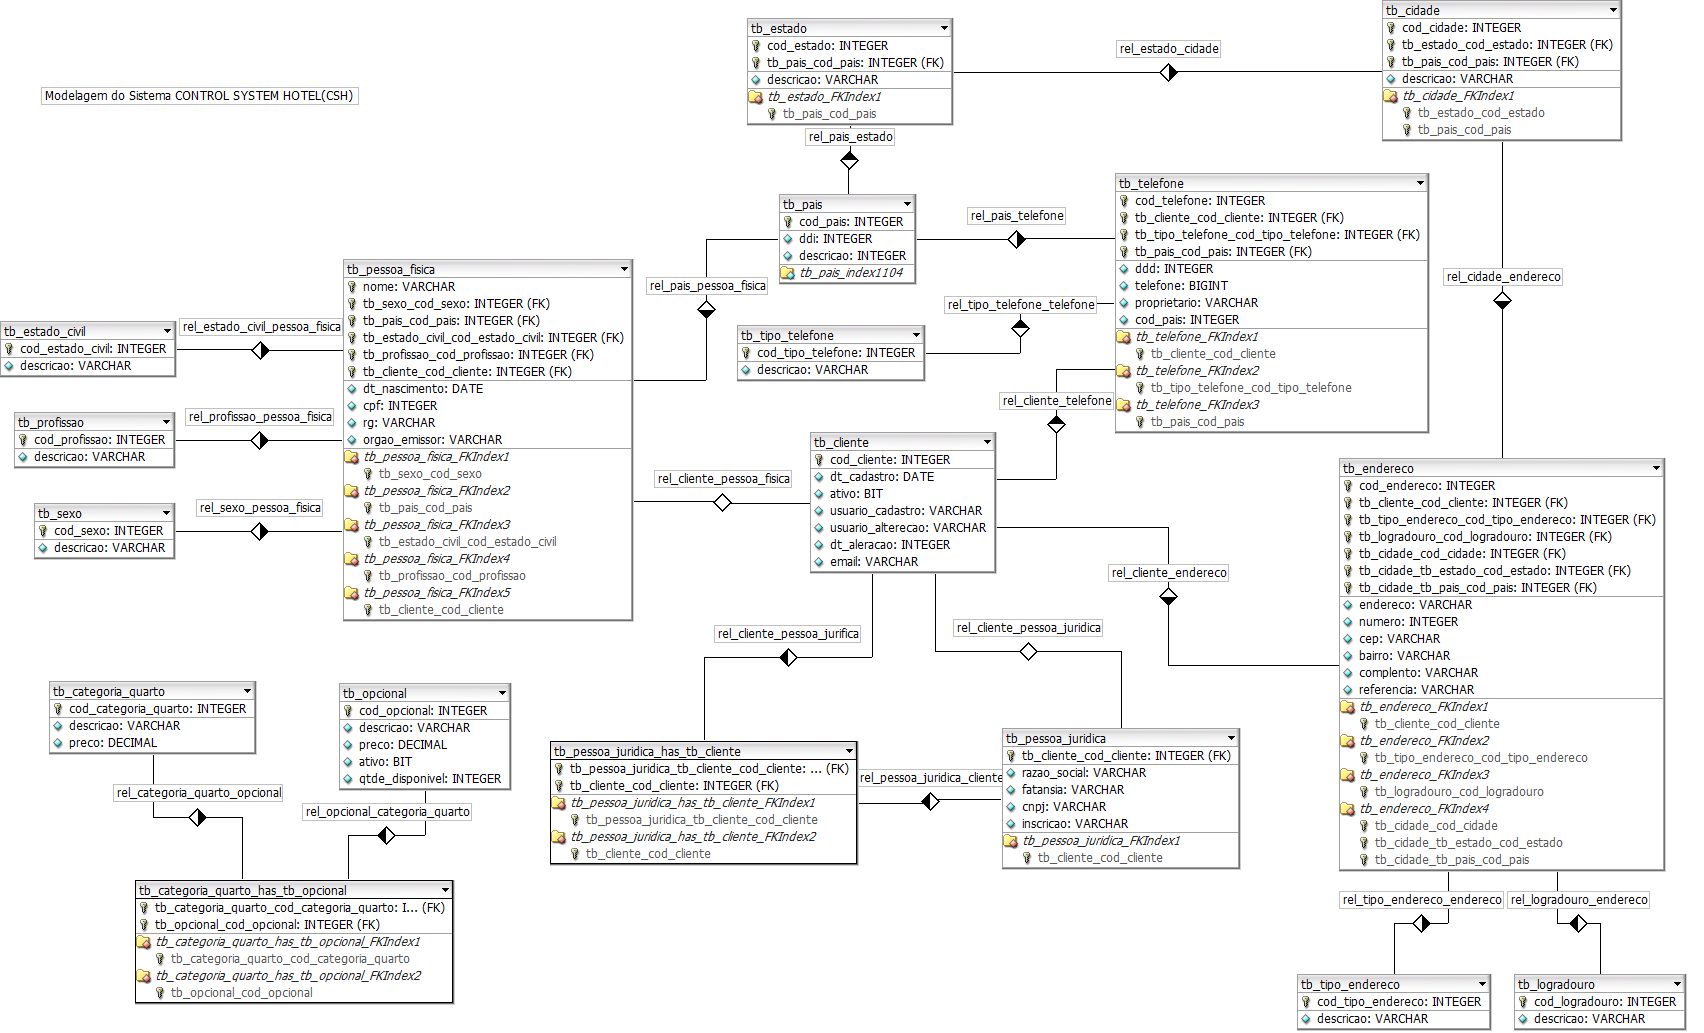 Modelagem do Sistema CONTROL SYSTEM HOTEL(CSH)
tb_estado
cod_estado: INTEGER
tb_pais_cod_pais: INTEGER (FK)
descricao: VARCHAR
tb_estado_FKIndex1
tb_pais_cod_pais
rel_estado_cidade
tb_cidade
cod_cidade: INTEGER
tb_estado_cod_estado: INTEGER (FK)
tb_pais_cod_pais: INTEGER (FK)
descricao: VARCHAR
tb_cidade_FKIndex1
tb_estado_cod_estado
tb_pais_cod_pais
rel_pais_estado
tb_pais
cod_pais: INTEGER
ddi: INTEGER
descricao: INTEGER
tb_pais_index1104
rel_pais_telefone
tb_telefone
cod_telefone: INTEGER
tb_cliente_cod_cliente: INTEGER (FK)
tb_tipo_telefone_cod_tipo_telefone: INTEGER (FK)
tb_pais_cod_pais: INTEGER (FK)
ddd: INTEGER
telefone: BIGINT
proprietario: VARCHAR
cod_pais: INTEGER
tb_telefone_FKIndex1
tb_cliente_cod_cliente
tb_telefone_FKIndex2
tb_tipo_telefone_cod_tipo_telefone
tb_telefone_FKIndex3
tb_pais_cod_pais
rel_cidade_endereco
rel_pais_pessoa_fisica
rel_tipo_telefone_telefone
tb_tipo_telefone
cod_tipo_telefone: INTEGER
descricao: VARCHAR
rel_cliente_telefone
tb_pessoa_fisica
nome: VARCHAR
tb_sexo_cod_sexo: INTEGER (FK)
tb_pais_cod_pais: INTEGER (FK)
tb_estado_civil_cod_estado_civil: INTEGER (FK)
tb_profissao_cod_profissao: INTEGER (FK)
tb_cliente_cod_cliente: INTEGER (FK)
dt_nascimento: DATE
cpf: INTEGER
rg: VARCHAR
orgao_emissor: VARCHAR
tb_pessoa_fisica_FKIndex1
tb_sexo_cod_sexo
tb_pessoa_fisica_FKIndex2
tb_pais_cod_pais
tb_pessoa_fisica_FKIndex3
tb_estado_civil_cod_estado_civil
tb_pessoa_fisica_FKIndex4
tb_profissao_cod_profissao
tb_pessoa_fisica_FKIndex5
tb_cliente_cod_cliente
tb_estado_civil
cod_estado_civil: INTEGER
descricao: VARCHAR
rel_estado_civil_pessoa_fisica
tb_profissao
cod_profissao: INTEGER
descricao: VARCHAR
rel_profissao_pessoa_fisica
tb_sexo
cod_sexo: INTEGER
descricao: VARCHAR
rel_sexo_pessoa_fisica
rel_cliente_pessoa_fisica
tb_cliente
cod_cliente: INTEGER
dt_cadastro: DATE
ativo: BIT
usuario_cadastro: VARCHAR
usuario_alterecao: VARCHAR
dt_aleracao: INTEGER
email: VARCHAR
rel_cliente_endereco
tb_endereco
cod_endereco: INTEGER
tb_cliente_cod_cliente: INTEGER (FK)
tb_tipo_endereco_cod_tipo_endereco: INTEGER (FK)
tb_logradouro_cod_logradouro: INTEGER (FK)
tb_cidade_cod_cidade: INTEGER (FK)
tb_cidade_tb_estado_cod_estado: INTEGER (FK)
tb_cidade_tb_pais_cod_pais: INTEGER (FK)
endereco: VARCHAR
numero: INTEGER
cep: VARCHAR
bairro: VARCHAR
complento: VARCHAR
referencia: VARCHAR
tb_endereco_FKIndex1
tb_cliente_cod_cliente
tb_endereco_FKIndex2
tb_tipo_endereco_cod_tipo_endereco
tb_endereco_FKIndex3
tb_logradouro_cod_logradouro
tb_endereco_FKIndex4
tb_cidade_cod_cidade
tb_cidade_tb_estado_cod_estado
tb_cidade_tb_pais_cod_pais
rel_cliente_pessoa_jurifica
rel_cliente_pessoa_juridica
tb_categoria_quarto
cod_categoria_quarto: INTEGER
descricao: VARCHAR
preco: DECIMAL
rel_categoria_quarto_opcional
tb_opcional
cod_opcional: INTEGER
descricao: VARCHAR
preco: DECIMAL
ativo: BIT
qtde_disponivel: INTEGER
rel_opcional_categoria_quarto
tb_pessoa_juridica_has_tb_cliente
tb_pessoa_juridica_tb_cliente_cod_cliente: ... (FK)
tb_cliente_cod_cliente: INTEGER (FK)
tb_pessoa_juridica_has_tb_cliente_FKIndex1
tb_pessoa_juridica_tb_cliente_cod_cliente
tb_pessoa_juridica_has_tb_cliente_FKIndex2
tb_cliente_cod_cliente
rel_pessoa_juridica_cliente
tb_pessoa_juridica
tb_cliente_cod_cliente: INTEGER (FK)
razao_social: VARCHAR
fatansia: VARCHAR
cnpj: VARCHAR
inscricao: VARCHAR
tb_pessoa_juridica_FKIndex1
tb_cliente_cod_cliente
tb_categoria_quarto_has_tb_opcional
tb_categoria_quarto_cod_categoria_quarto: I... (FK)
tb_opcional_cod_opcional: INTEGER (FK)
tb_categoria_quarto_has_tb_opcional_FKIndex1
tb_categoria_quarto_cod_categoria_quarto
tb_categoria_quarto_has_tb_opcional_FKIndex2
tb_opcional_cod_opcional
rel_tipo_endereco_endereco
rel_logradouro_endereco
tb_tipo_endereco
cod_tipo_endereco: INTEGER
descricao: VARCHAR
tb_logradouro
cod_logradouro: INTEGER
descricao: VARCHAR